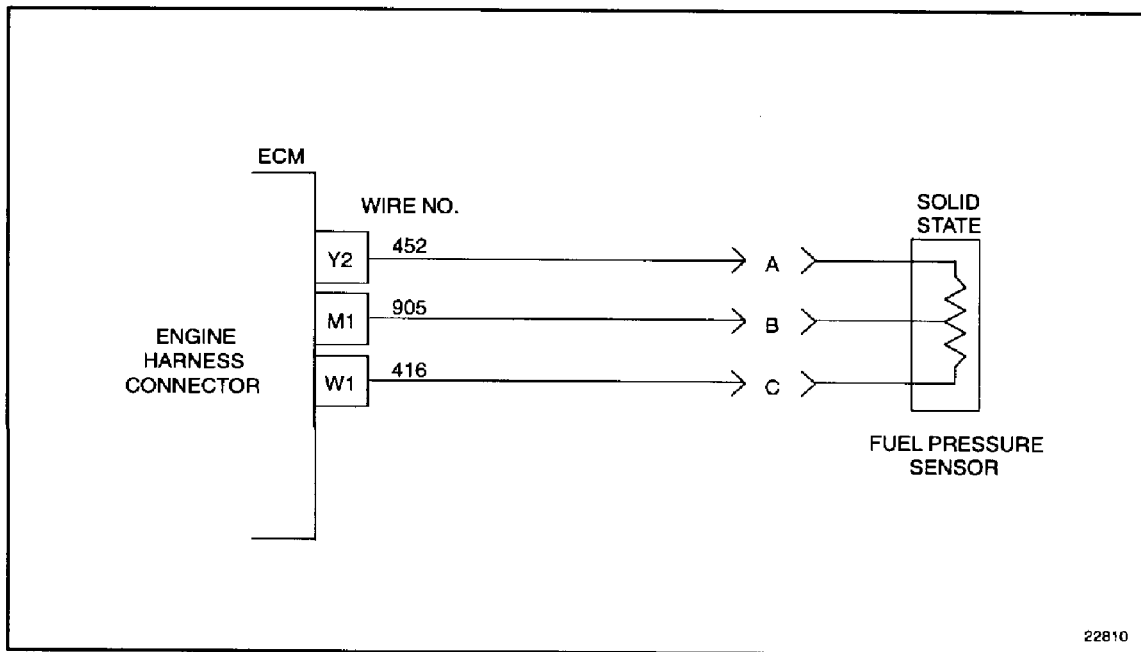 ECM
WIRE NO.
SOLID
STATE
Y2
452
A
M1
905
B
ENGINE
HARNESS
CONNECTOR
W1
416
C
FUEL PRESSURE
SENSOR
22810